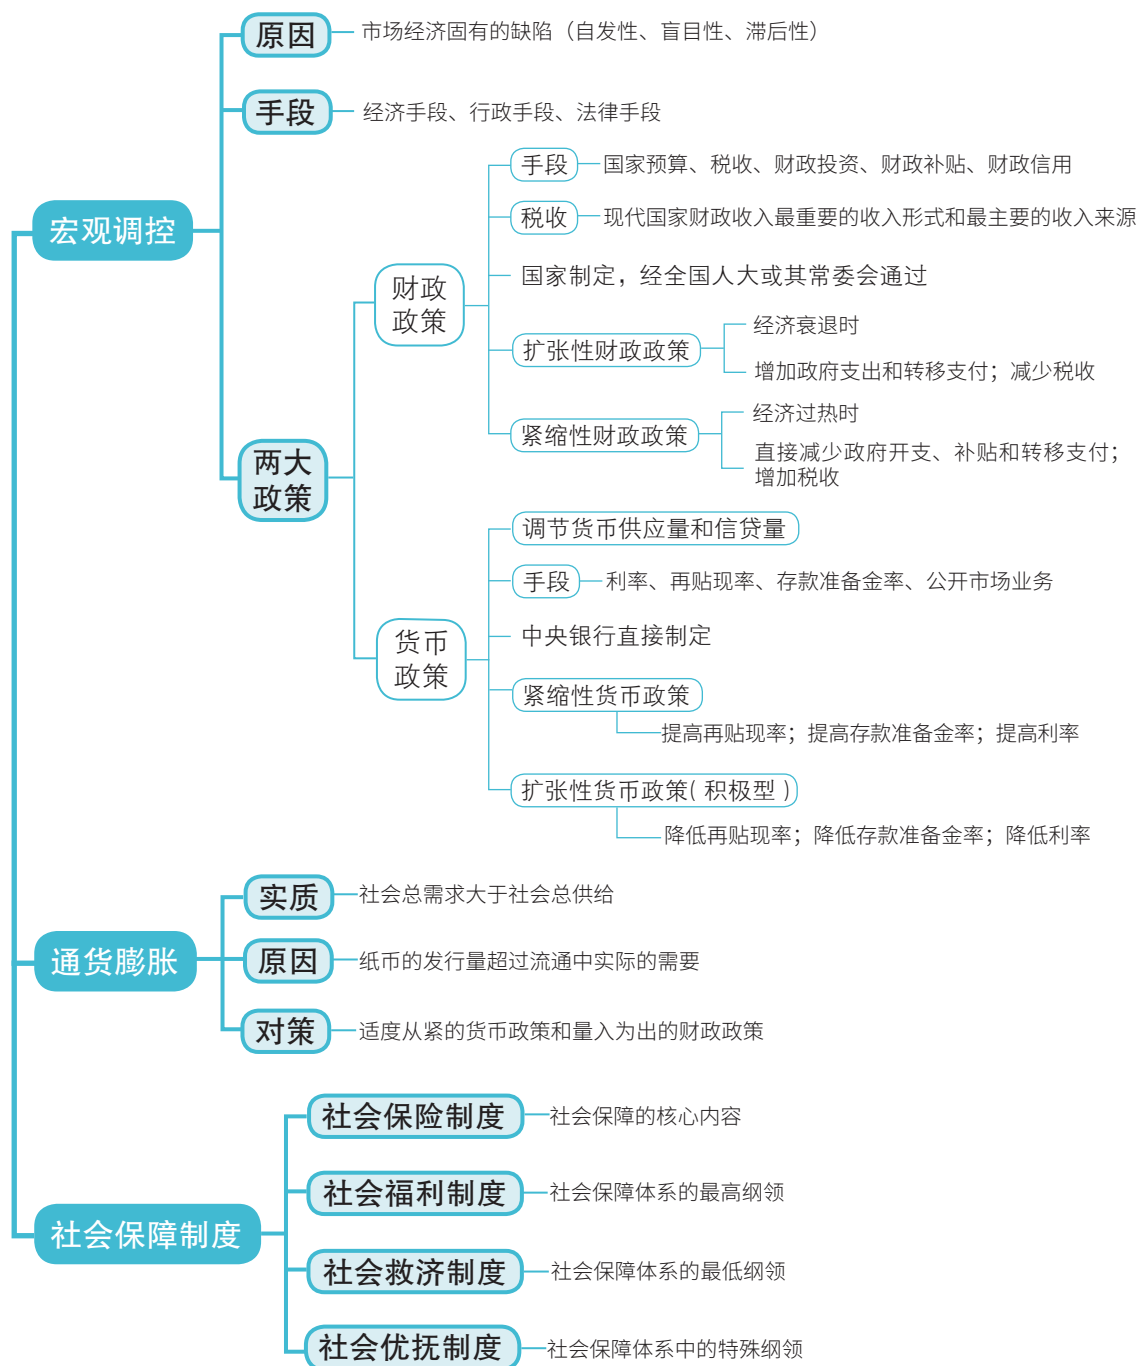 宏观调控
原因
市场经济固有的缺陷（自发性、盲目性、滞后性）
手段
经济手段、行政手段、法律手段
两大
政策
财政
政策
手段
国家预算、税收、财政投资、财政补贴、财政信用
税收
现代国家财政收入最重要的收入形式和最主要的收入来源
国家制定，经全国人大或其常委会通过
扩张性财政政策
经济衰退时
增加政府支出和转移支付；减少税收
紧缩性财政政策
经济过热时
直接减少政府开支、补贴和转移支付；
增加税收
货币
政策
调节货币供应量和信贷量
手段
利率、再贴现率、存款准备金率、公开市场业务
中央银行直接制定
紧缩性货币政策
提高再贴现率；提高存款准备金率；提高利率
扩张性货币政策(积极型)
降低再贴现率；降低存款准备金率；降低利率
通货膨胀
实质
社会总需求大于社会总供给
原因
纸币的发行量超过流通中实际的需要
对策
适度从紧的货币政策和量入为出的财政政策
社会保障制度
社会保险制度
社会保障的核心内容
社会福利制度
社会保障体系的最高纲领
社会救济制度
社会保障体系的最低纲领
社会优抚制度
社会保障体系中的特殊纲领